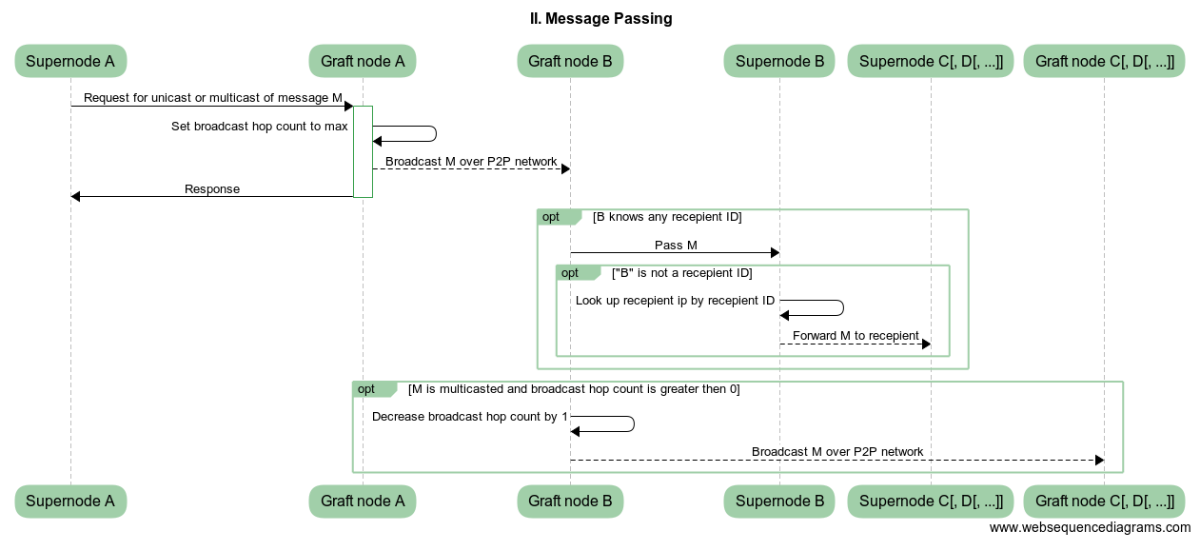 II. Message Passing
Supernode A
Graft node A
Graft node B
Supernode B
Supernode C[, D[, ...]]
Graft node C[, D[, ...]]
Request for unicast or multicast of message M
Set broadcast hop count to max
Broadcast M over P2P network
Response
opt
[B knows any recepient ID]
Pass M
opt
["B" is not a recepient ID]
Look up recepient ip by recepient ID
Forward M to recepient
opt
[M is multicasted and broadcast hop count is greater then 0]
Decrease broadcast hop count by 1
Broadcast M over P2P network
Supernode A
Graft node A
Graft node B
Supernode B
Supernode C[, D[, ...]]
Graft node C[, D[, ...]]
www.websequencediagrams.com